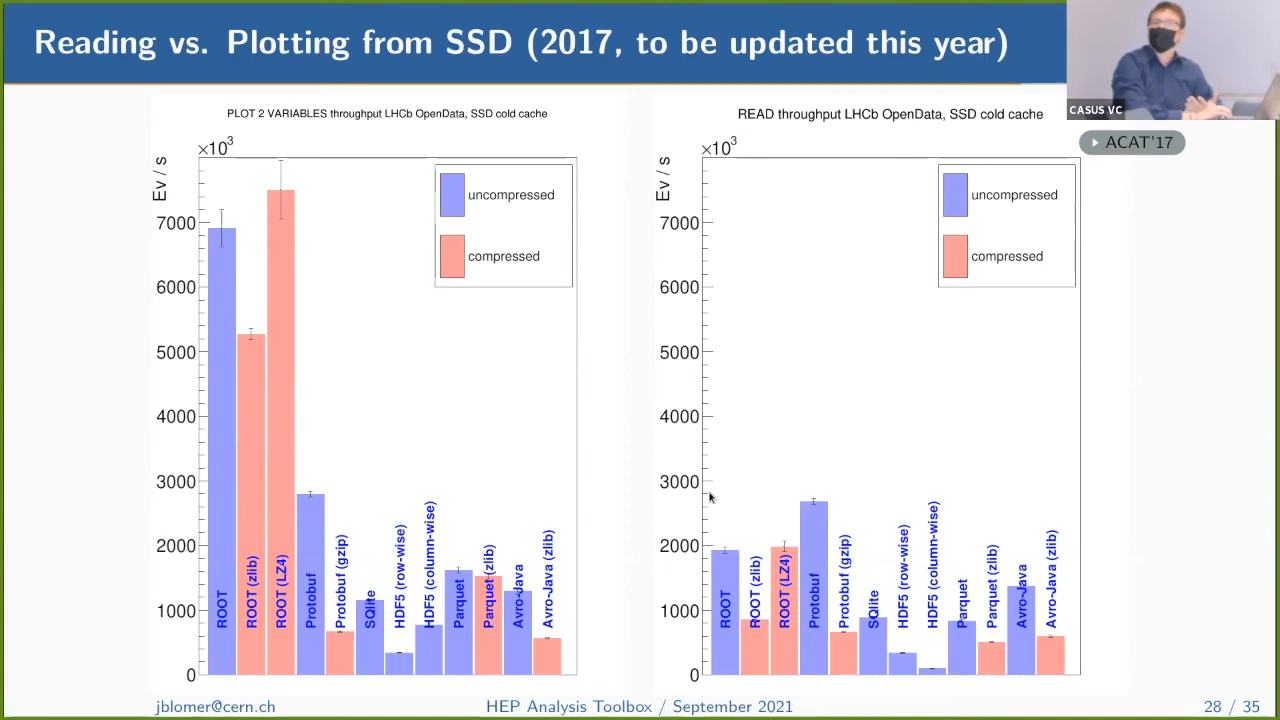 Reading vs. Plotting from SSD (2017, to be updated this year)
CASUS VC
ACAT'17
PLOT 2 VARIABLES throughput LHCb OpenData, SSD cold cache
×10³
Ev / s
uncompressed
compressed
7000
6000
5000
4000
3000
2000
1000
0
ROOT
ROOT (zlib)
ROOT (LZ4)
Protobuf
Protobuf (gzip)
SQlite
HDF5 (row-wise)
HDF5 (column-wise)
Parquet
Parquet (zlib)
Avro-Java
Avro-Java (zlib)
READ throughput LHCb OpenData, SSD cold cache
×10³
Ev / s
uncompressed
compressed
7000
6000
5000
4000
3000
2000
1000
0
ROOT
ROOT (zlib)
ROOT (LZ4)
Protobuf
Protobuf (gzip)
SQlite
HDF5 (row-wise)
HDF5 (column-wise)
Parquet
Parquet (zlib)
Avro-Java
Avro-Java (zlib)
jblomer@cern.ch
HEP Analysis Toolbox / September 2021
28 / 35